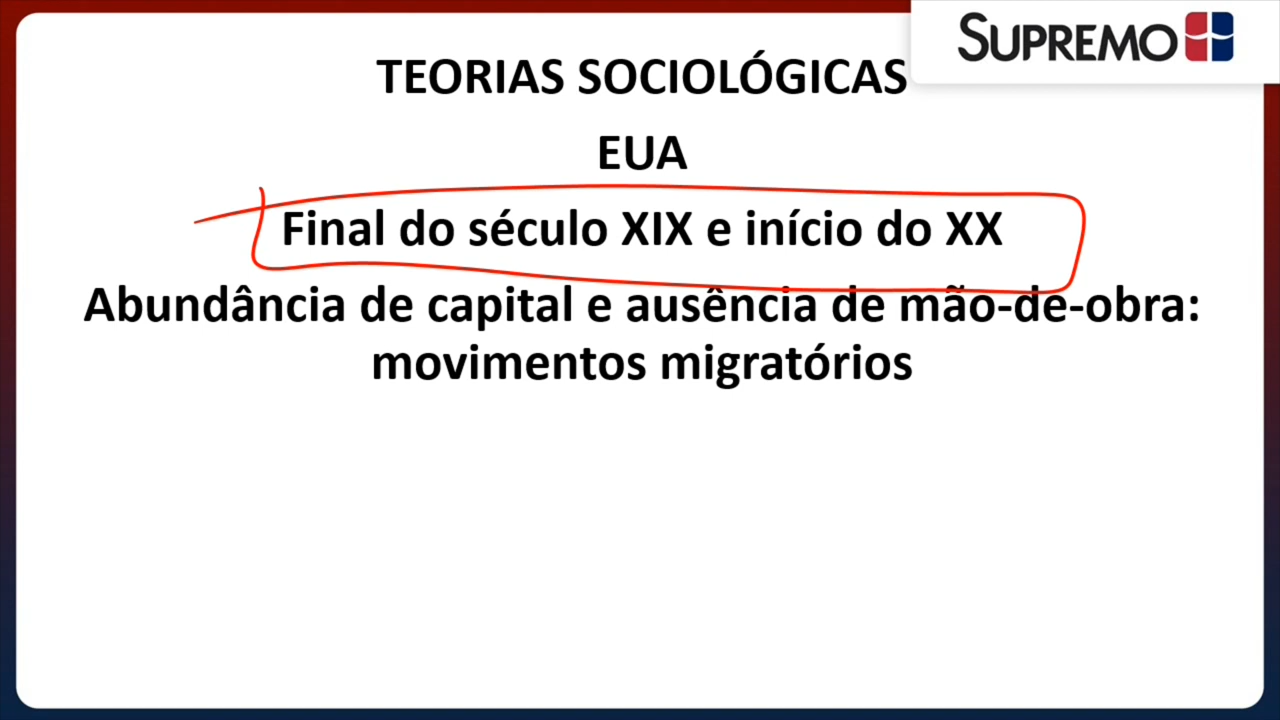 SUPREMO
TEORIAS SOCIOLÓGICAS
EUA
Final do século XIX e início do XX
Abundância de capital e ausência de mão-de-obra:
movimentos migratórios